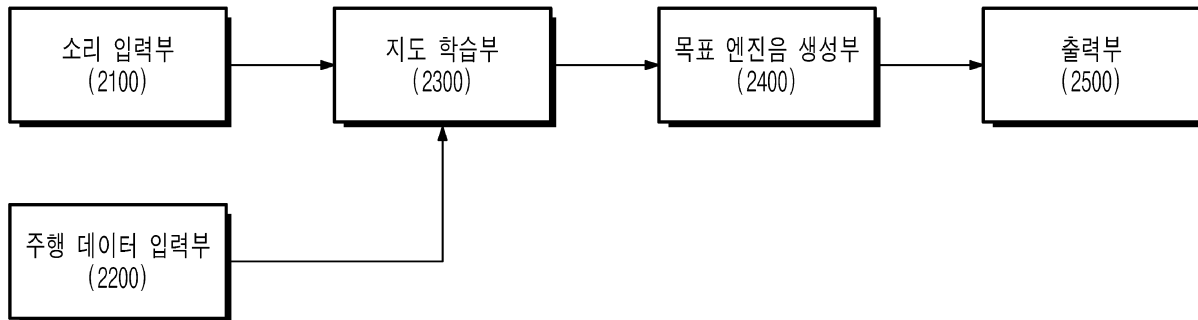 소리 입력부
(2100)
지도 학습부
(2300)
목표 엔진음 생성부
(2400)
출력부
(2500)
주행 데이터 입력부
(2200)